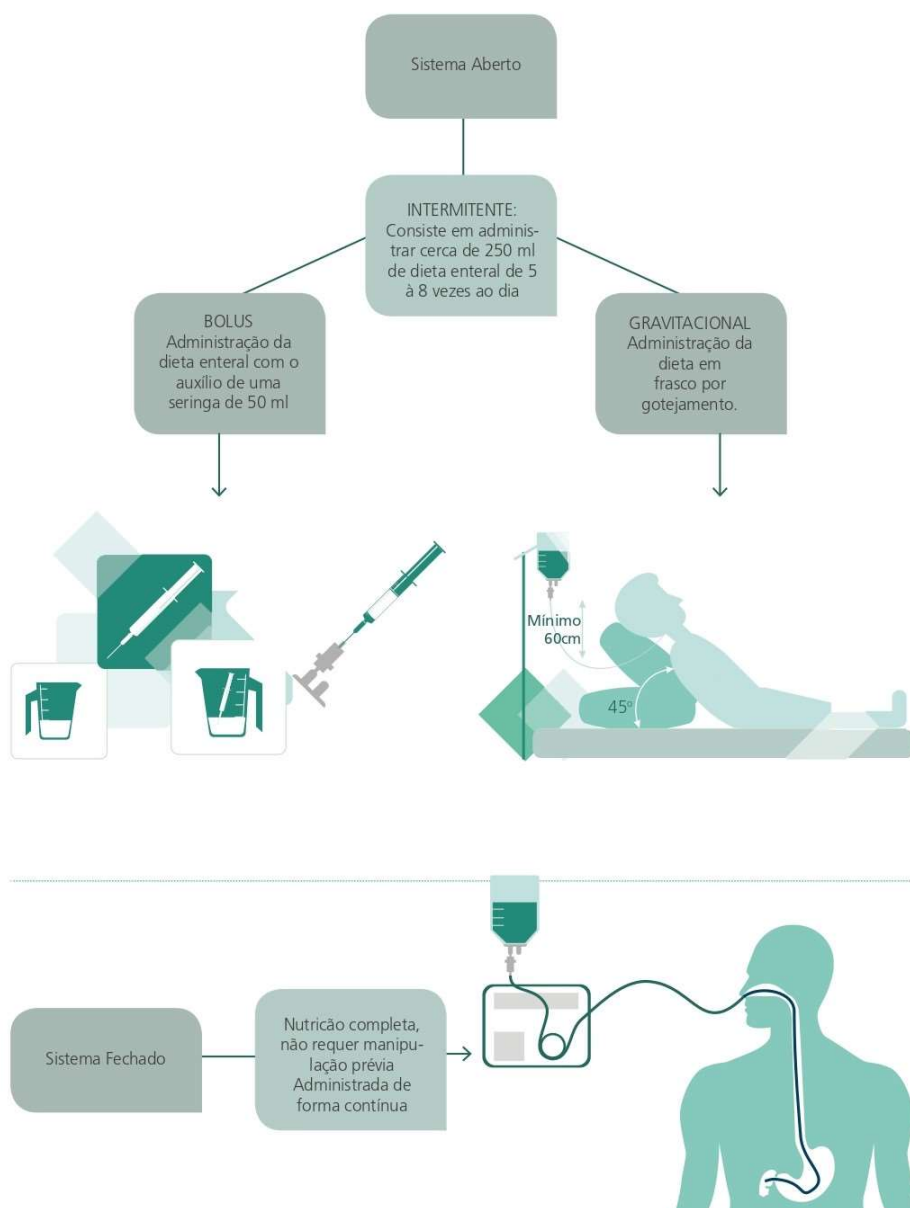 Sistema Aberto
INTERMITENTE:
Consiste em adminis-
trar cerca de 250 ml
de dieta enteral de 5
à 8 vezes ao dia
BOLUS
Administração da
dieta enteral com o
auxílio de uma
seringa de 50 ml
GRAVITACIONAL
Administração da
dieta em
frasco por
gotejamento.
Mínimo
60cm
45º
Sistema Fechado
Nutricão completa,
não requer manipu-
lação prévia
Administrada de
forma contínua